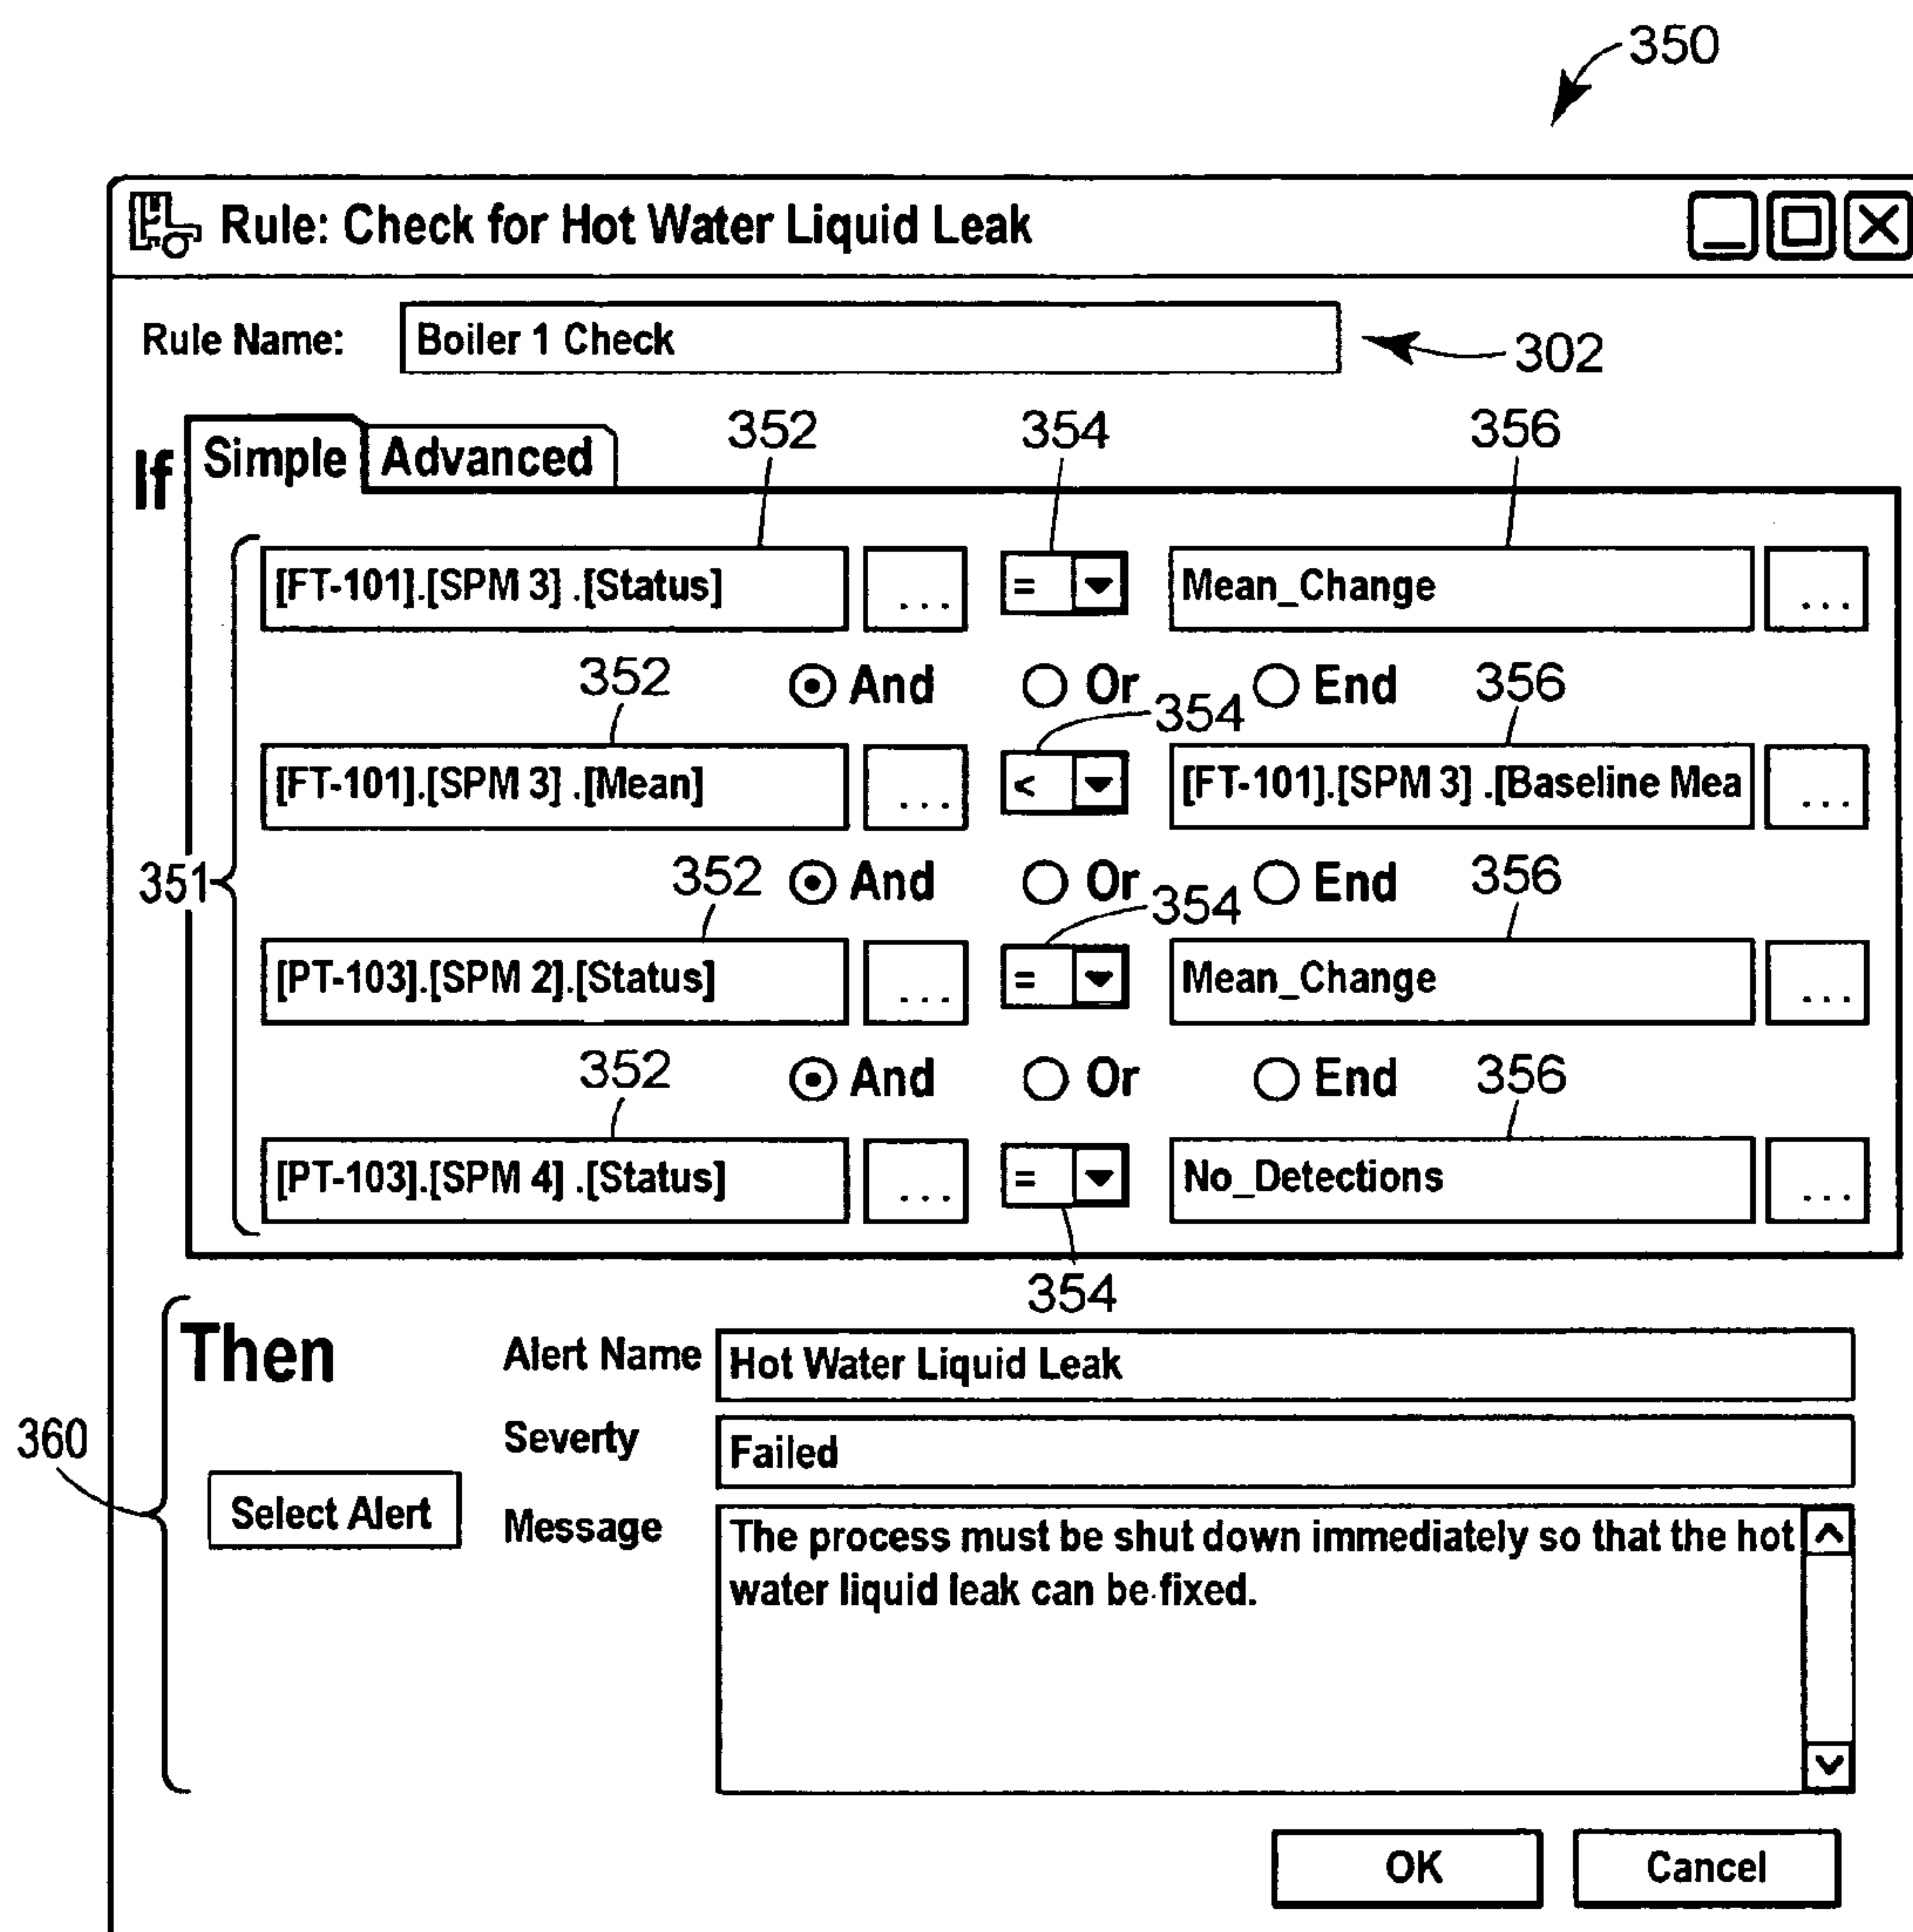 350
Rule: Check for Hot Water Liquid Leak
Rule Name: Boiler 1 Check 302
If Simple Advanced 352 354 356
[FT-101].[SPM 3] .[Status] ... = Mean_Change ...
352 And Or 354 End 356
[FT-101].[SPM 3] .[Mean] ... < [FT-101].[SPM 3] .[Baseline Mea ...
351 352 And Or 354 End 356
[PT-103].[SPM 2].[Status] ... = Mean_Change ...
352 And Or End 356
[PT-103].[SPM 4] .[Status] ... = No_Detections ...
354
Then Alert Name Hot Water Liquid Leak
360 Severty Failed
Select Alert Message The process must be shut down immediately so that the hot
water liquid leak can be fixed.
OK Cancel